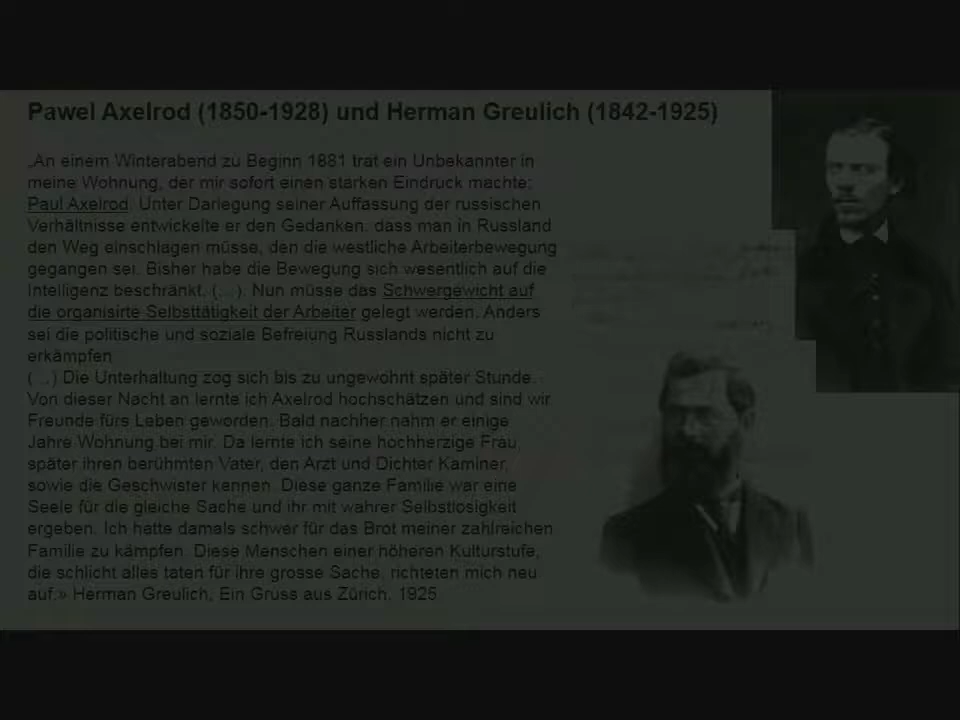 Pawel Axelrod (1850-1928) und Herman Greulich (1842-1925)
„An einem Winterabend zu Beginn 1881 trat ein Unbekannter in
meine Wohnung, der mir sofort einen starken Eindruck machte:
Paul Axelrod. Unter Darlegung seiner Auffassung der russischen
Verhältnisse entwickelte er den Gedanken, dass man in Russland
den Weg einschlagen müsse, den die westliche Arbeiterbewegung
gegangen sei. Bisher habe die Bewegung sich wesentlich auf die
Intelligenz beschränkt, (...). Nun müsse das Schwergewicht auf
die organisirte Selbsttätigkeit der Arbeiter gelegt werden. Anders
sei die politische und soziale Befreiung Russlands nicht zu
erkämpfen
(...) Die Unterhaltung zog sich bis zu ungewohnt später Stunde.
Von dieser Nacht an lernte ich Axelrod hochschätzen und sind wir
Freunde fürs Leben geworden. Bald nachher nahm er einige
Jahre Wohnung bei mir. Da lernte ich seine hochherzige Frau,
später ihren berühmten Vater, den Arzt und Dichter Kaminer,
sowie die Geschwister kennen. Diese ganze Familie war eine
Seele für die gleiche Sache und ihr mit wahrer Selbstlosigkeit
ergeben. Ich hatte damals schwer für das Brot meiner zahlreichen
Familie zu kämpfen. Diese Menschen einer höheren Kulturstufe,
die schlicht alles taten für ihre grosse Sache, richteten mich neu
auf.» Herman Greulich, Ein Gruss aus Zürich, 1925